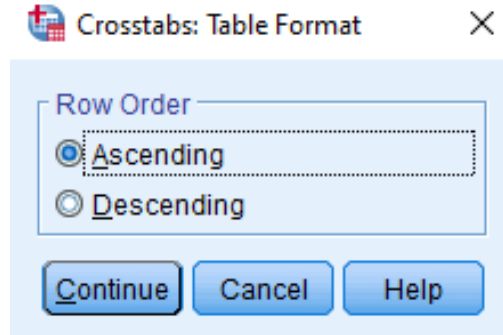 Crosstabs: Table Format
Row Order
Ascending
Descending
Continue Cancel Help